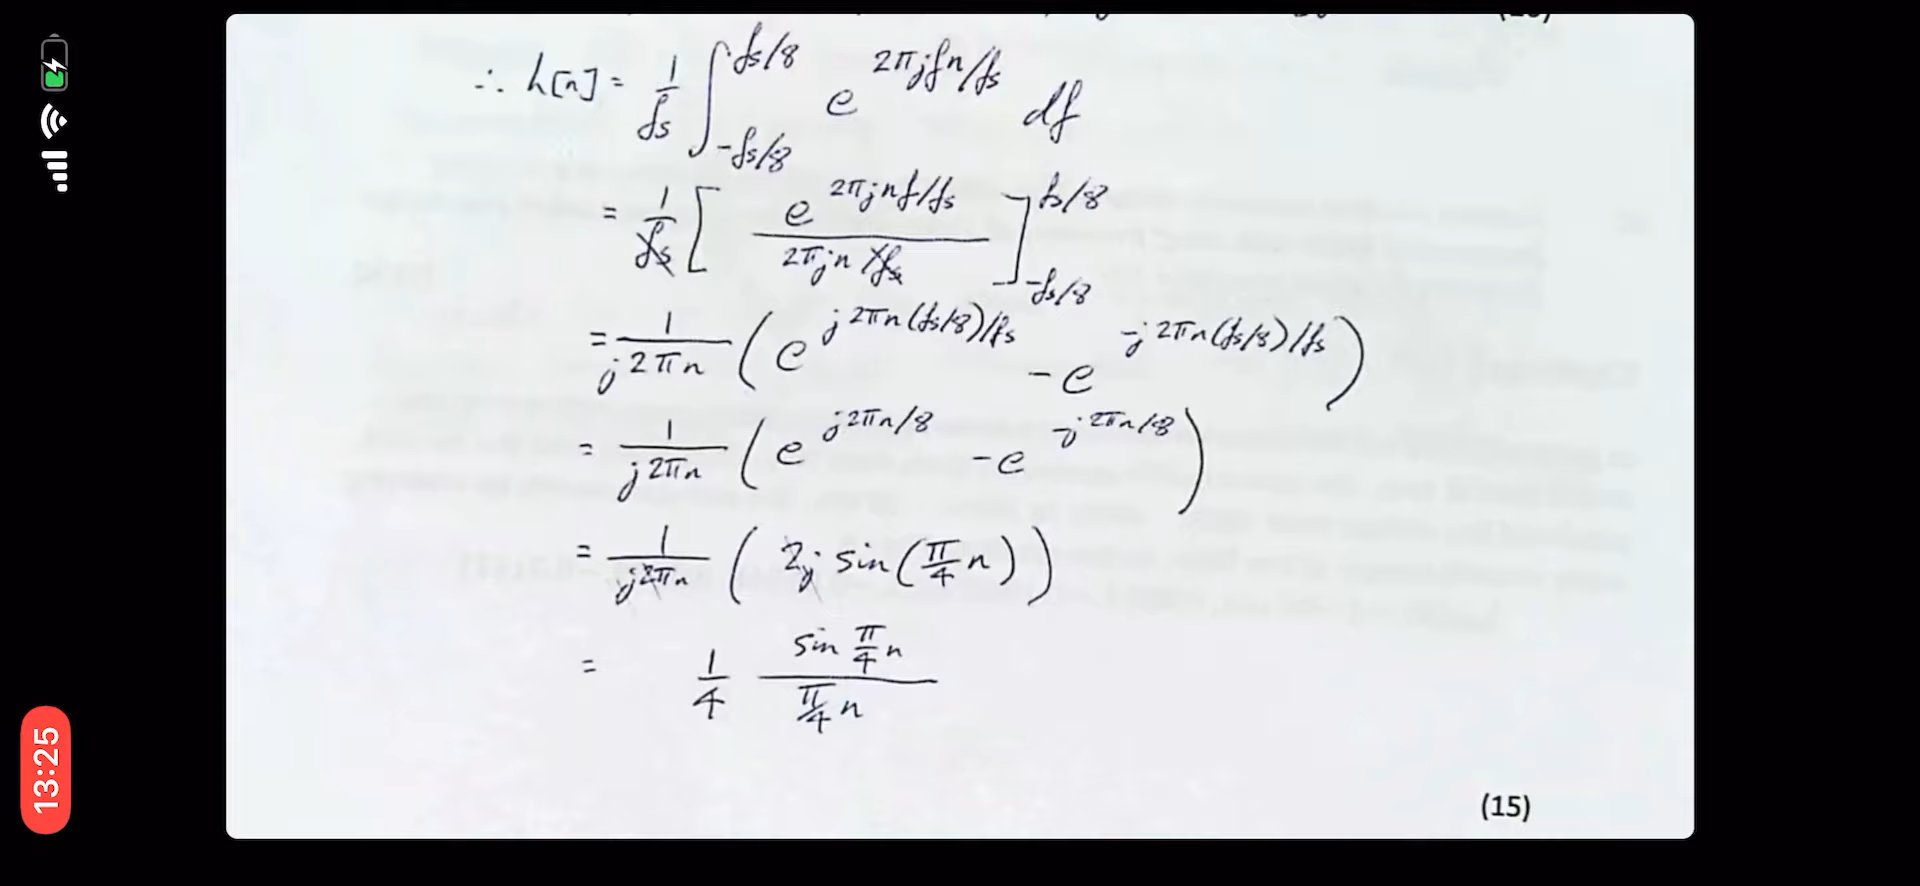 ∴ h[n] = 1/fs ∫_{-fs/8}^{fs/8} e^{2πjfn/fs} df
= 1/fs [ e^{2πjnf/fs} / 2πjn/fs ]_{-fs/8}^{fs/8}
= 1/j2πn ( e^{j2πn(fs/8)/fs} - e^{-j2πn(fs/8)/fs} )
= 1/j2πn ( e^{j2πn/8} - e^{-j2πn/8} )
= 1/j2πn ( 2j sin(π/4 n) )
= 1/4 sin π/4 n / π/4 n
(15)
13:25